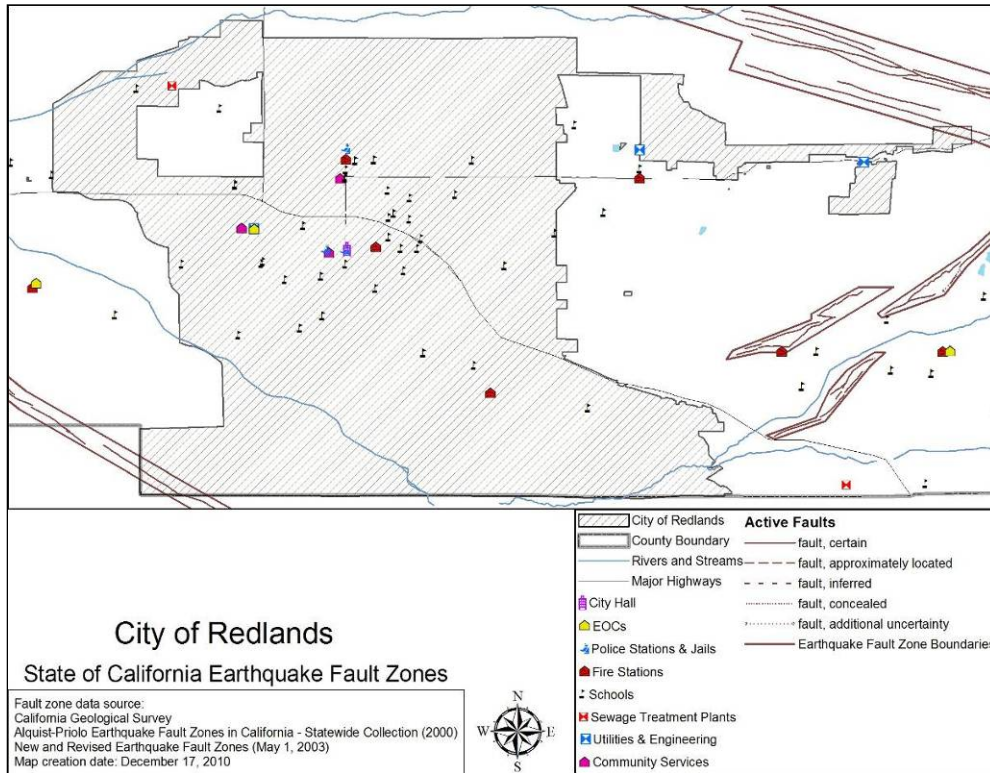 City of Redlands
State of California Earthquake Fault Zones
Fault zone data source:
California Geological Survey
Alquist-Priolo Earthquake Fault Zones in California - Statewide Collection (2000)
New and Revised Earthquake Fault Zones (May 1, 2003)
Map creation date: December 17, 2010
N
W
E
S
City of Redlands
County Boundary
Rivers and Streams
Major Highways
City Hall
EOCs
Police Stations & Jails
Fire Stations
Schools
Sewage Treatment Plants
Utilities & Engineering
Community Services
Active Faults
fault, certain
fault, approximately located
fault, inferred
fault, concealed
fault, additional uncertainty
Earthquake Fault Zone Boundaries